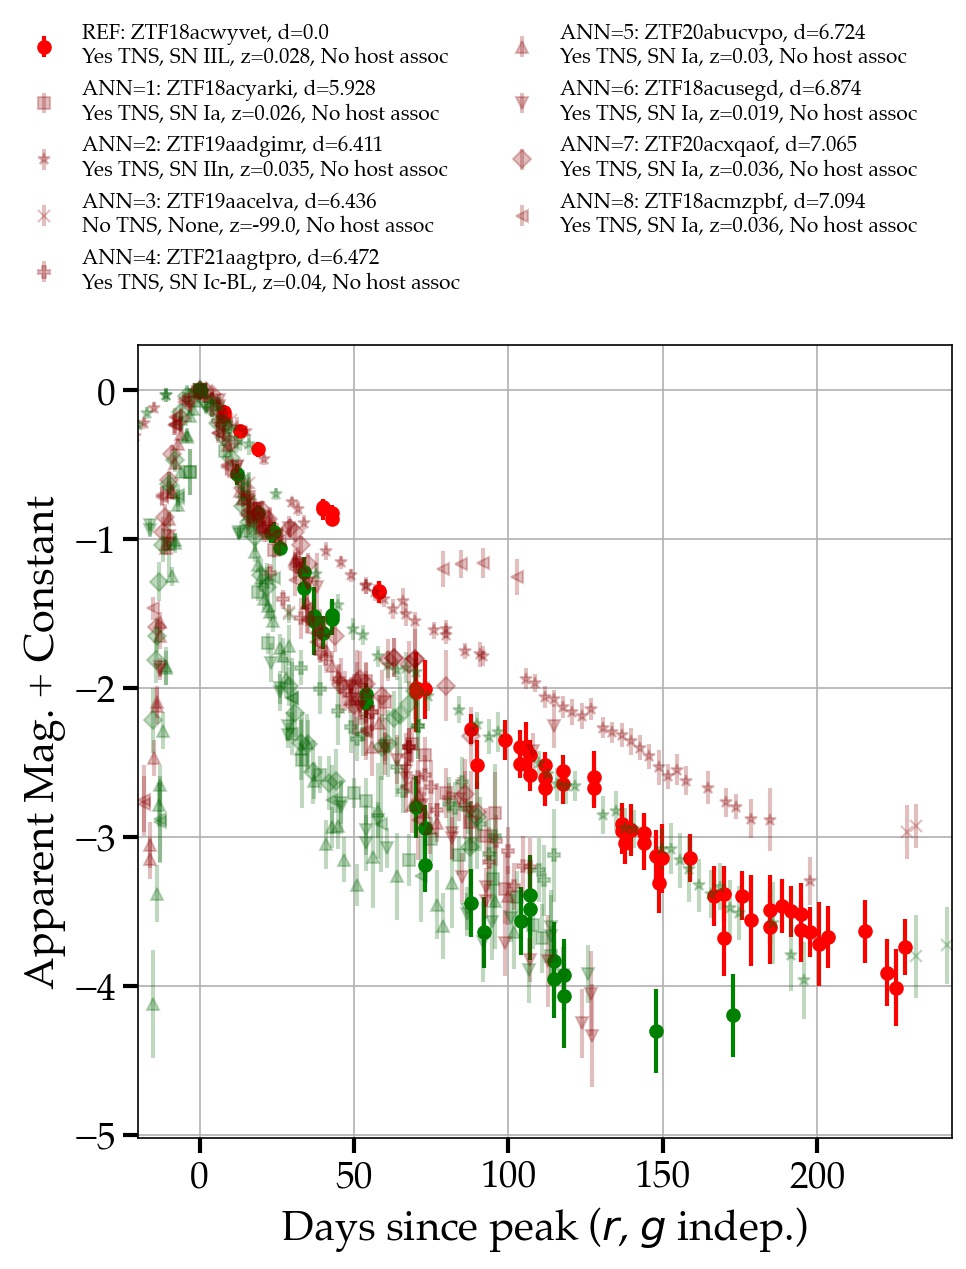 REF: ZTF18acwyvet, d=0.0
Yes TNS, SN IIL, z=0.028, No host assoc
ANN=1: ZTF18acyarki, d=5.928
Yes TNS, SN Ia, z=0.026, No host assoc
ANN=2: ZTF19aadgimr, d=6.411
Yes TNS, SN IIn, z=0.035, No host assoc
ANN=3: ZTF19aacelva, d=6.436
No TNS, None, z=-99.0, No host assoc
ANN=4: ZTF21aagtpro, d=6.472
Yes TNS, SN Ic-BL, z=0.04, No host assoc
ANN=5: ZTF20abucvpo, d=6.724
Yes TNS, SN Ia, z=0.03, No host assoc
ANN=6: ZTF18acusegd, d=6.874
Yes TNS, SN Ia, z=0.019, No host assoc
ANN=7: ZTF20acxqaof, d=7.065
Yes TNS, SN Ia, z=0.036, No host assoc
ANN=8: ZTF18acmzpbf, d=7.094
Yes TNS, SN Ia, z=0.036, No host assoc
Apparent Mag. + Constant
0
−1
−2
−3
−4
−5
0 50 100 150 200
Days since peak (r, g indep.)